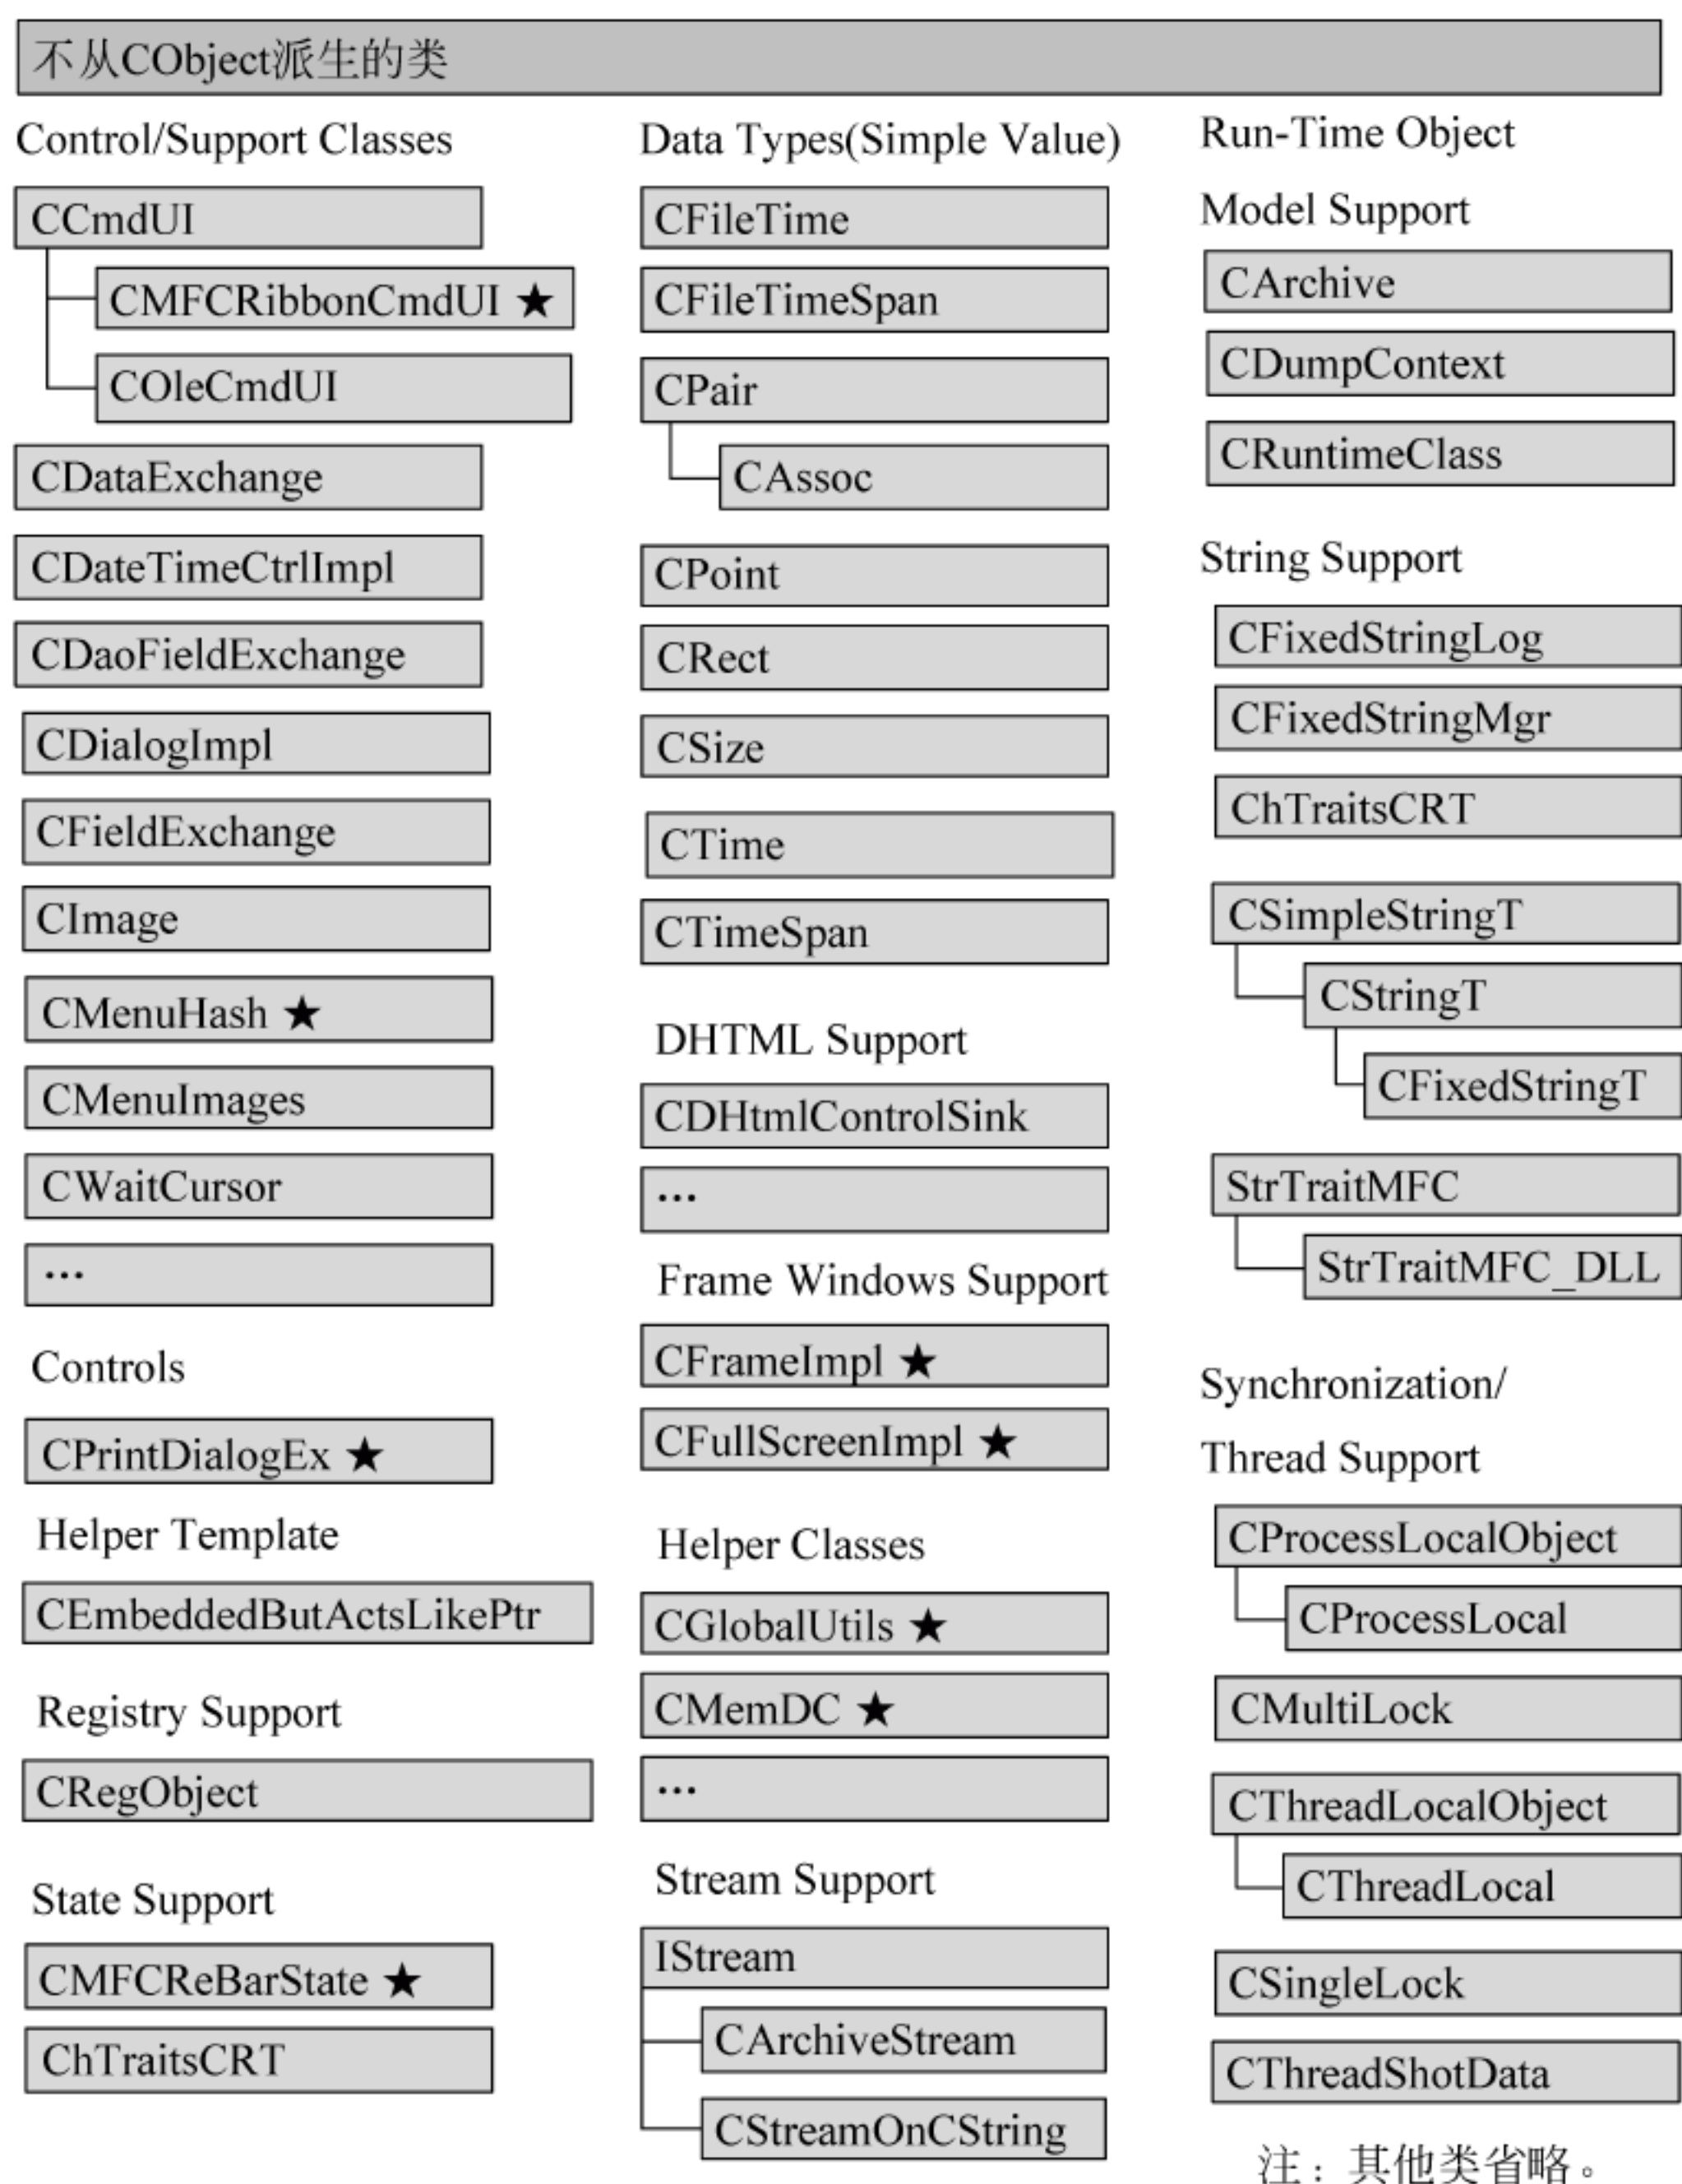 不从CObject派生的类
Control/Support Classes
CCmdUI
CMFCRibbonCmdUI ★
COleCmdUI
CDataExchange
CDateTimeCtrlImpl
CDaoFieldExchange
CDialogImpl
CFieldExchange
CImage
CMenuHash ★
CMenuImages
CWaitCursor
...
Controls
CPrintDialogEx ★
Helper Template
CEmbeddedButActsLikePtr
Registry Support
CRegObject
State Support
CMFCReBarState ★
ChTraitsCRT
Data Types(Simple Value)
CFileTime
CFileTimeSpan
CPair
CAssoc
CPoint
CRect
CSize
CTime
CTimeSpan
DHTML Support
CDHtmlControlSink
...
Frame Windows Support
CFrameImpl ★
CFullScreenImpl ★
Helper Classes
CGlobalUtils ★
CMemDC ★
...
Stream Support
IStream
CArchiveStream
CStreamOnCString
Run-Time Object
Model Support
CArchive
CDumpContext
CRuntimeClass
String Support
CFixedStringLog
CFixedStringMgr
ChTraitsCRT
CSimpleStringT
CStringT
CFixedStringT
StrTraitMFC
StrTraitMFC_DLL
Synchronization/
Thread Support
CProcessLocalObject
CProcessLocal
CMultiLock
CThreadLocalObject
CThreadLocal
CSingleLock
CThreadShotData
注：其他类省略。